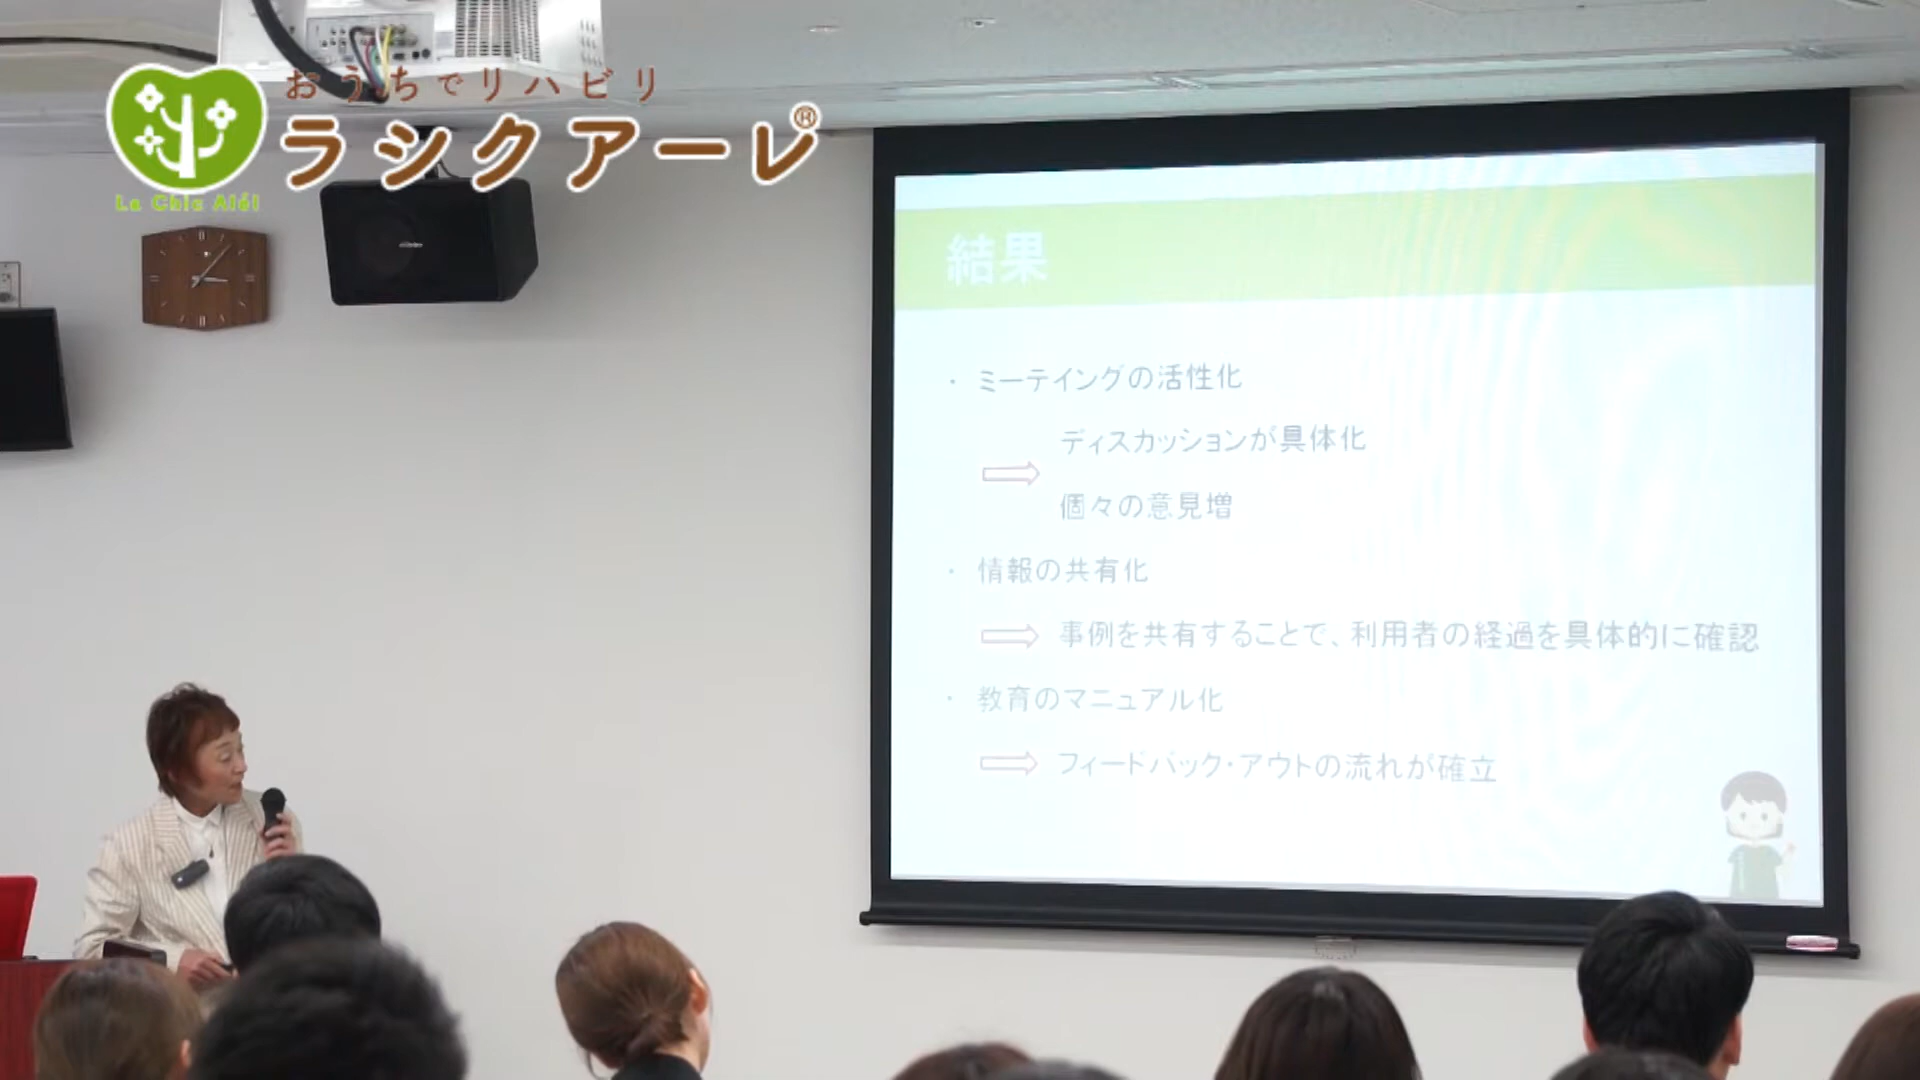 おうちでリハビリ
ラシクアーレ®
La Chic Alé!
結果
・ ミーテイングの活性化
ディスカッションが具体化
個々の意見増
・ 情報の共有化
事例を共有することで、利用者の経過を具体的に確認
・ 教育のマニュアル化
フィードバック・アウトの流れが確立